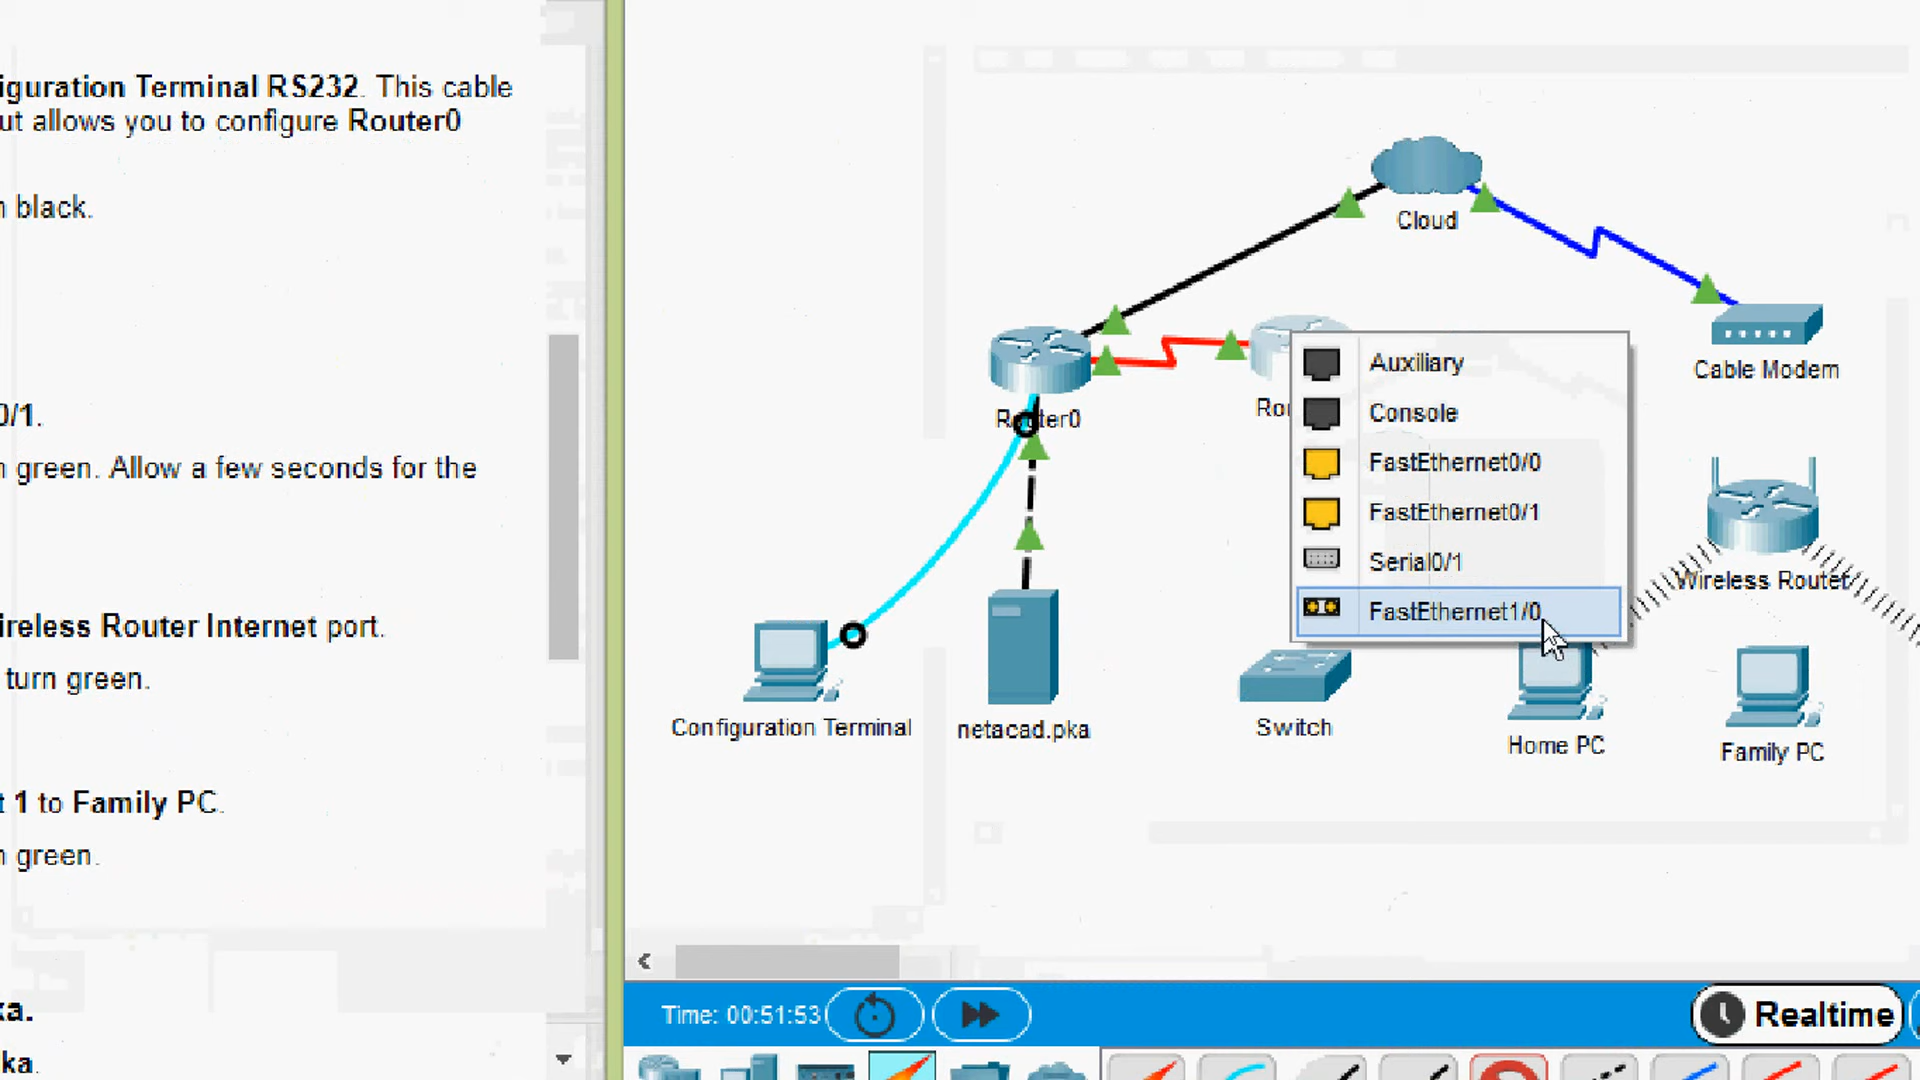 iguration Terminal RS232. This cable
ut allows you to configure Router0
n black.
0/1.
n green. Allow a few seconds for the
ireless Router Internet port.
turn green.
t 1 to Family PC.
n green.
ka.
ka.
Cloud
Cable Modem
Router0
Rou
Auxiliary
Console
FastEthernet0/0
FastEthernet0/1
Serial0/1
FastEthernet1/0
Wireless Router
Configuration Terminal
netacad.pka
Switch
Home PC
Family PC
Time: 00:51:53
Realtime